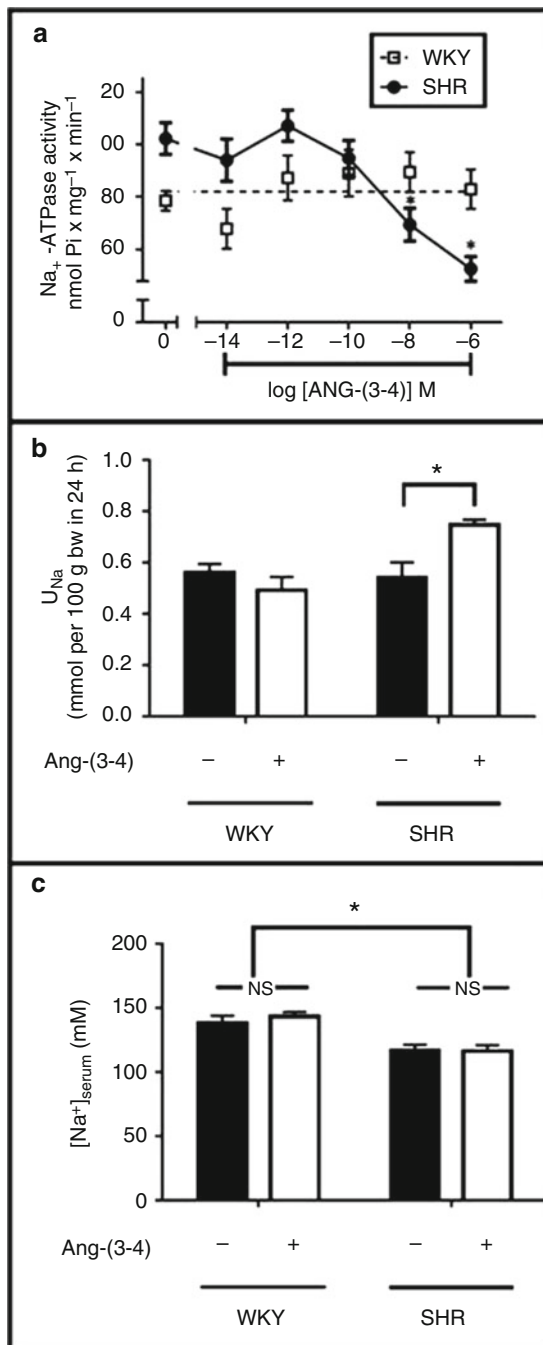 a
WKY
SHR
Na+ -ATPase activity
nmol Pi x mg−1 x min−1
20
00
80
60
0
* *
0 −14 −12 −10 −8 −6
log [ANG-(3-4)] M
b
UNa
(mmol per 100 g bw in 24 h)
1.0
0.8
0.6
0.4
0.2
0.0
*
Ang-(3-4) − + − +
WKY SHR
c
[Na+]serum (mM)
200
150
100
50
0
*
NS NS
Ang-(3-4) − + − +
WKY SHR